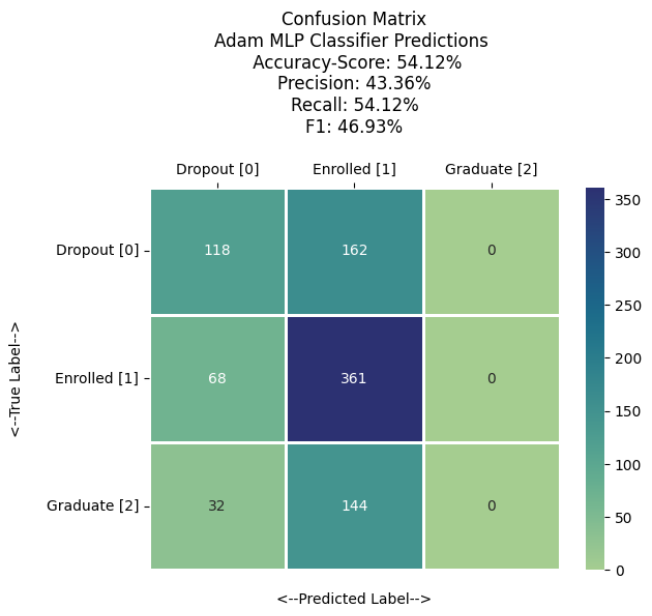 Confusion Matrix
Adam MLP Classifier Predictions
Accuracy-Score: 54.12%
Precision: 43.36%
Recall: 54.12%
F1: 46.93%
Dropout [0] Enrolled [1] Graduate [2]
Dropout [0] 118 162 0
Enrolled [1] 68 361 0
Graduate [2] 32 144 0
<--True Label-->
<--Predicted Label-->
350
300
250
200
150
100
50
0